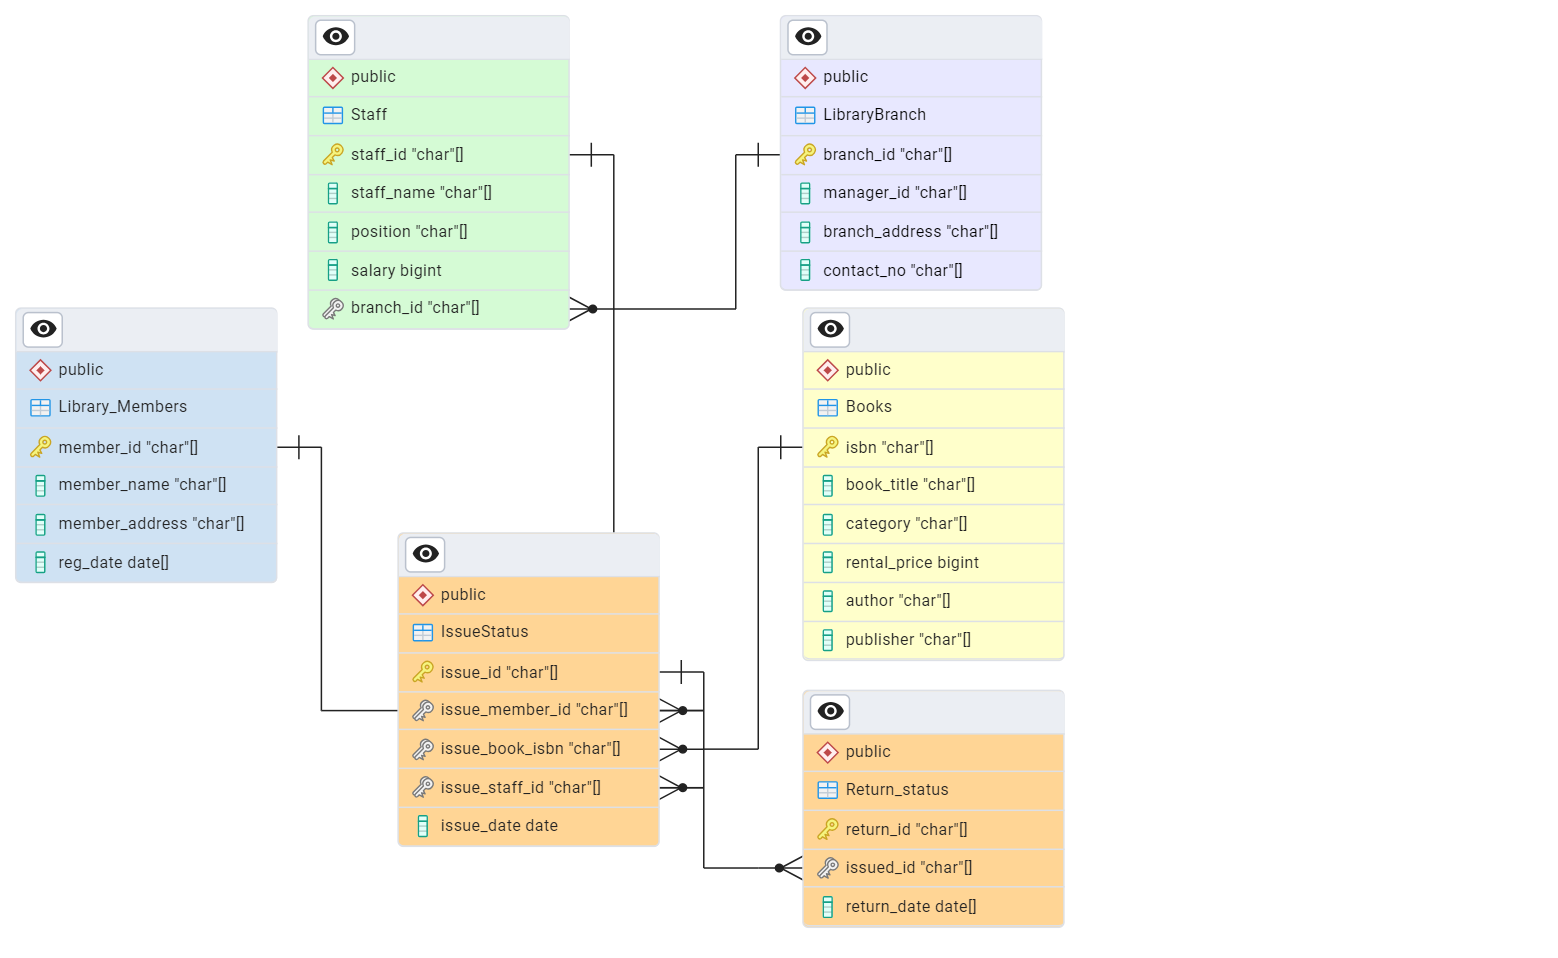 public
Staff
staff_id "char"[]
staff_name "char"[]
position "char"[]
salary bigint
branch_id "char"[]
public
LibraryBranch
branch_id "char"[]
manager_id "char"[]
branch_address "char"[]
contact_no "char"[]
public
Library_Members
member_id "char"[]
member_name "char"[]
member_address "char"[]
reg_date date[]
public
Books
isbn "char"[]
book_title "char"[]
category "char"[]
rental_price bigint
author "char"[]
publisher "char"[]
public
IssueStatus
issue_id "char"[]
issue_member_id "char"[]
issue_book_isbn "char"[]
issue_staff_id "char"[]
issue_date date
public
Return_status
return_id "char"[]
issued_id "char"[]
return_date date[]